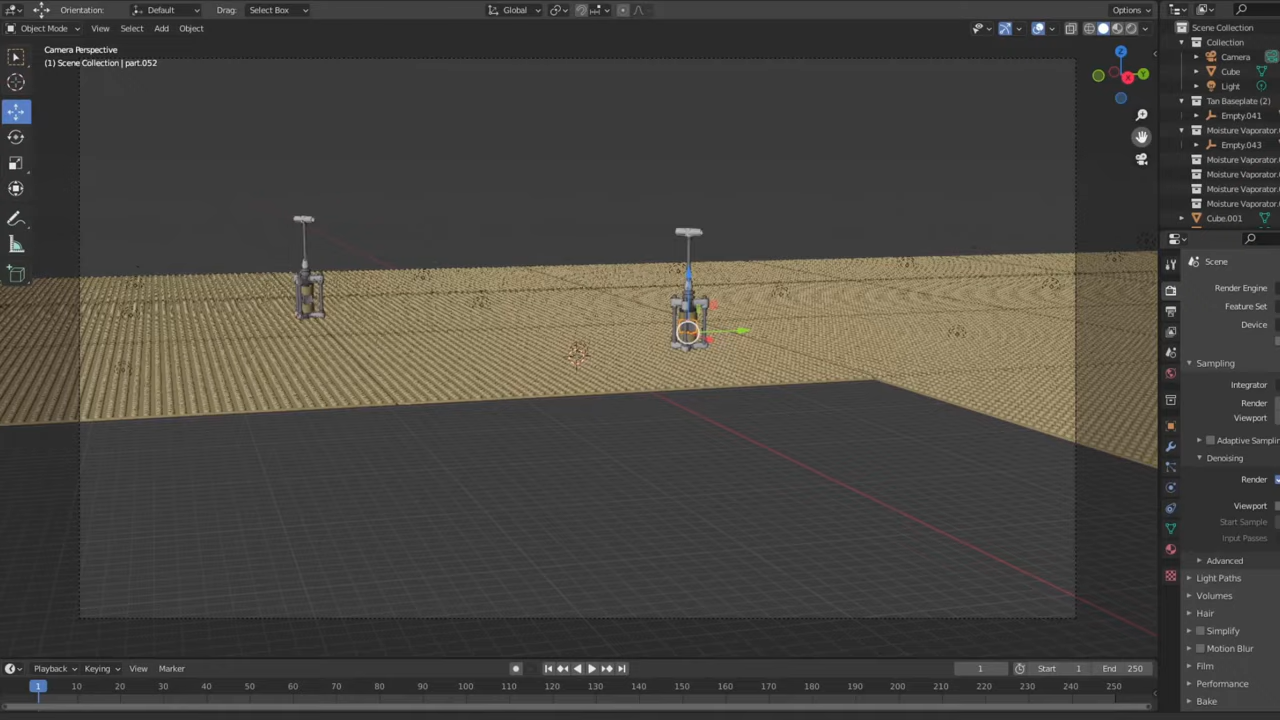 Orientation: Default Drag: Select Box Global Options
Object Mode View Select Add Object
Camera Perspective
(1) Scene Collection | part.052
Z
Y
X
Scene Collection
Collection
Camera
Cube
Light
Tan Baseplate (2)
Empty.041
Moisture Vaporator.
Empty.043
Moisture Vaporator.
Moisture Vaporator.
Moisture Vaporator.
Moisture Vaporator.
Cube.001
Scene
Render Engine
Feature Set
Device
Sampling
Integrator
Render
Viewport
Adaptive Sampli
Denoising
Render
Viewport
Start Sample
Input Passes
Advanced
Light Paths
Volumes
Hair
Simplify
Motion Blur
Film
Performance
Bake
Playback Keying View Marker 1 Start 1 End 250
1 10 20 30 40 50 60 70 80 90 100 110 120 130 140 150 160 170 180 190 200 210 220 230 240 250